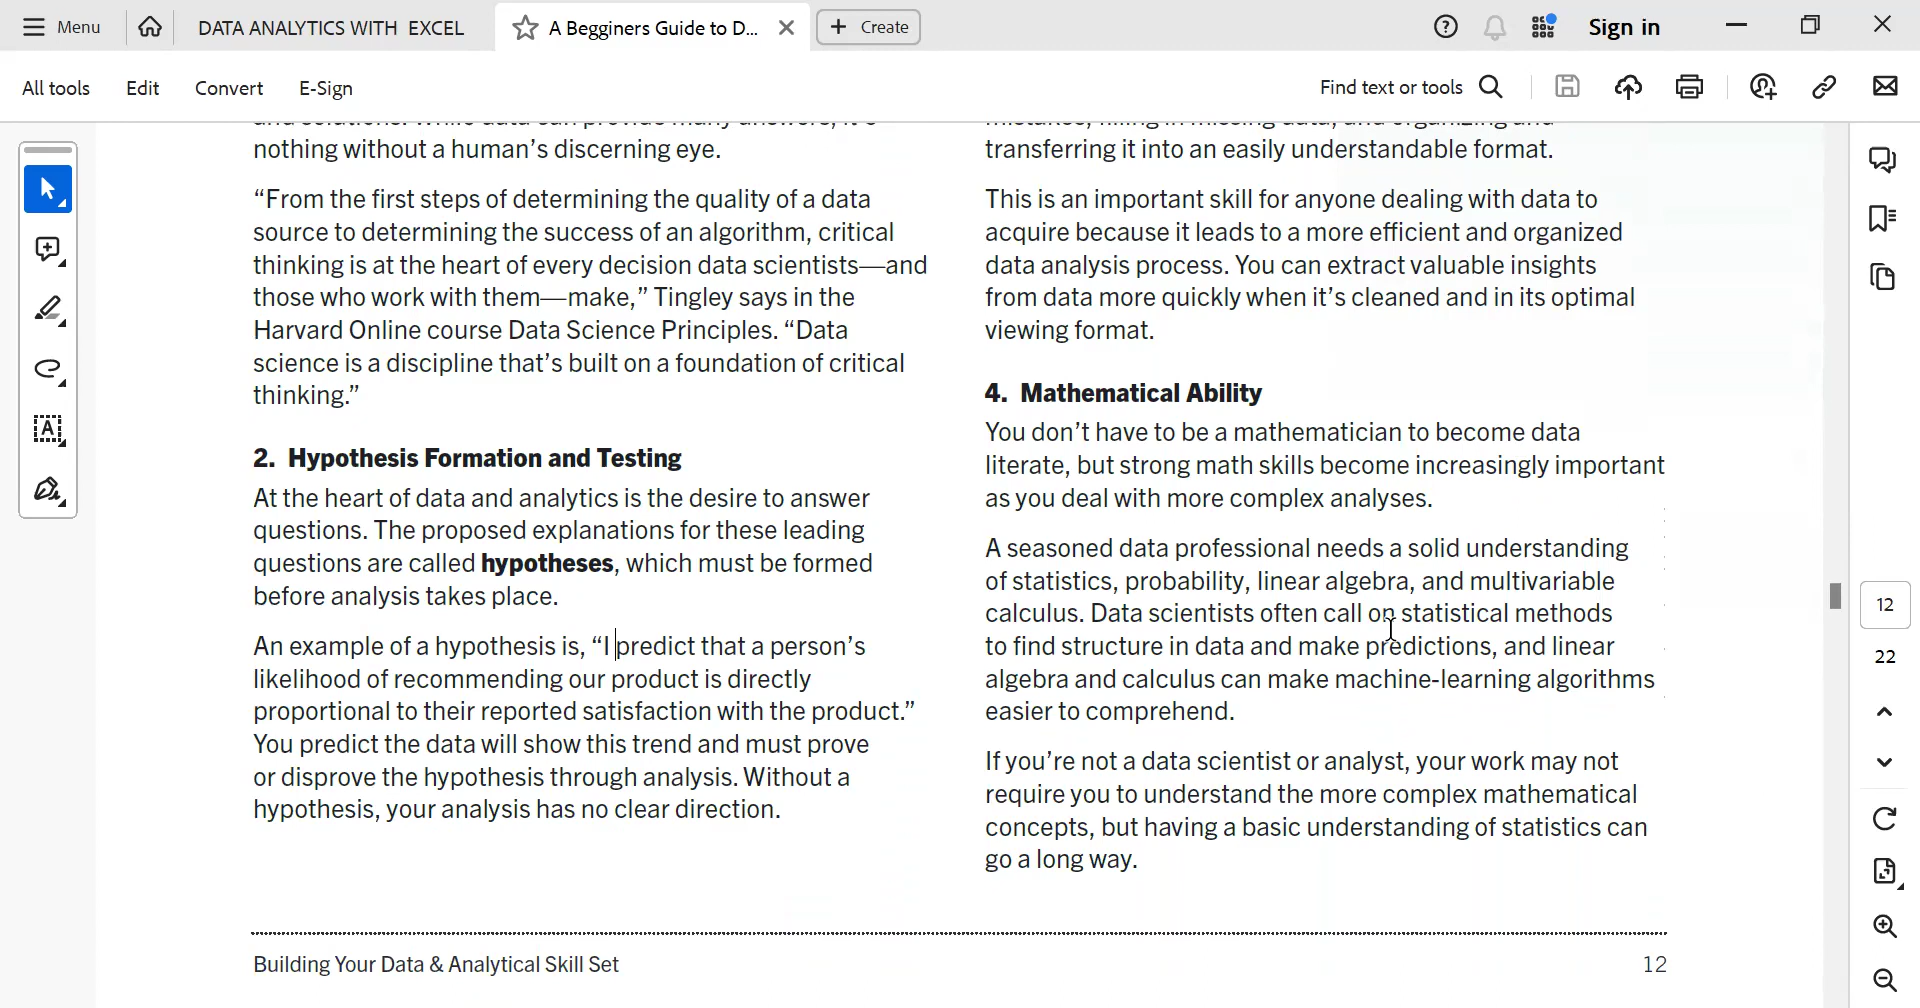 Menu
DATA ANALYTICS WITH EXCEL
A Begginers Guide to D...
Create
Sign in
All tools
Edit
Convert
E-Sign
Find text or tools
nothing without a human’s discerning eye.
“From the first steps of determining the quality of a data
source to determining the success of an algorithm, critical
thinking is at the heart of every decision data scientists—and
those who work with them—make,” Tingley says in the
Harvard Online course Data Science Principles. “Data
science is a discipline that’s built on a foundation of critical
thinking.”
2. Hypothesis Formation and Testing
At the heart of data and analytics is the desire to answer
questions. The proposed explanations for these leading
questions are called hypotheses, which must be formed
before analysis takes place.
An example of a hypothesis is, “I predict that a person’s
likelihood of recommending our product is directly
proportional to their reported satisfaction with the product.”
You predict the data will show this trend and must prove
or disprove the hypothesis through analysis. Without a
hypothesis, your analysis has no clear direction.
transferring it into an easily understandable format.
This is an important skill for anyone dealing with data to
acquire because it leads to a more efficient and organized
data analysis process. You can extract valuable insights
from data more quickly when it’s cleaned and in its optimal
viewing format.
4. Mathematical Ability
You don’t have to be a mathematician to become data
literate, but strong math skills become increasingly important
as you deal with more complex analyses.
A seasoned data professional needs a solid understanding
of statistics, probability, linear algebra, and multivariable
calculus. Data scientists often call on statistical methods
to find structure in data and make predictions, and linear
algebra and calculus can make machine-learning algorithms
easier to comprehend.
If you’re not a data scientist or analyst, your work may not
require you to understand the more complex mathematical
concepts, but having a basic understanding of statistics can
go a long way.
Building Your Data & Analytical Skill Set
12
12
22